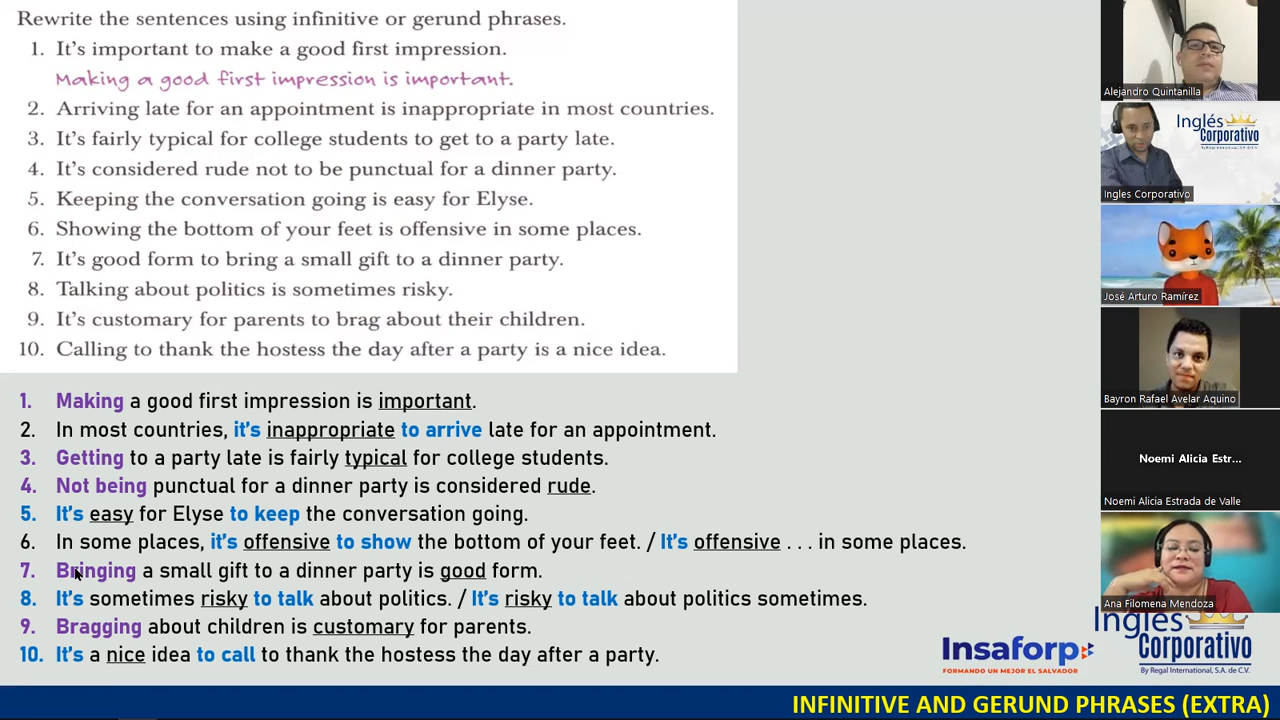 Rewrite the sentences using infinitive or gerund phrases.
1. It's important to make a good first impression.
Making a good first impression is important.
2. Arriving late for an appointment is inappropriate in most countries.
3. It's fairly typical for college students to get to a party late.
4. It's considered rude not to be punctual for a dinner party.
5. Keeping the conversation going is easy for Elyse.
6. Showing the bottom of your feet is offensive in some places.
7. It's good form to bring a small gift to a dinner party.
8. Talking about politics is sometimes risky.
9. It's customary for parents to brag about their children.
10. Calling to thank the hostess the day after a party is a nice idea.
1. Making a good first impression is important.
2. In most countries, it's inappropriate to arrive late for an appointment.
3. Getting to a party late is fairly typical for college students.
4. Not being punctual for a dinner party is considered rude.
5. It's easy for Elyse to keep the conversation going.
6. In some places, it's offensive to show the bottom of your feet. / It's offensive . . . in some places.
7. Bringing a small gift to a dinner party is good form.
8. It's sometimes risky to talk about politics. / It's risky to talk about politics sometimes.
9. Bragging about children is customary for parents.
10. It's a nice idea to call to thank the hostess the day after a party.
Insaforp
FORMANDO UN MEJOR EL SALVADOR
Inglés
Corporativo
By Regal International, S.A. de C.V.
INFINITIVE AND GERUND PHRASES (EXTRA)
Alejandro Quintanilla
Inglés
Corporativo
By Regal International, S.A. de C.V.
Ingles Corporativo
José Arturo Ramírez
Bayron Rafael Avelar Aquino
Noemi Alicia Estr...
Noemi Alicia Estrada de Valle
Ana Filomena Mendoza